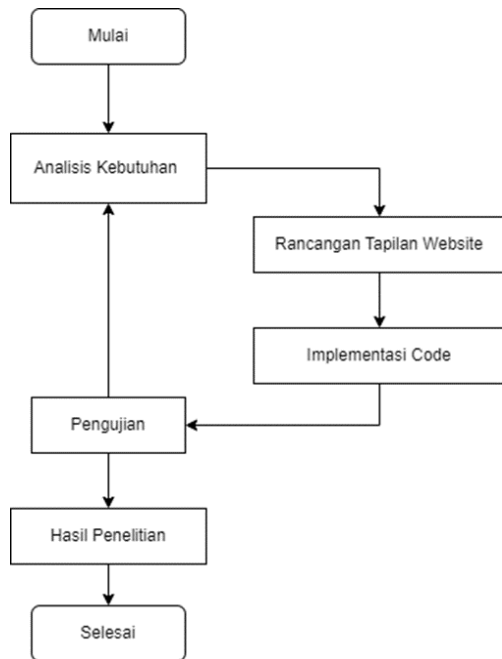 Mulai
Analisis Kebutuhan
Rancangan Tapilan Website
Implementasi Code
Pengujian
Hasil Penelitian
Selesai